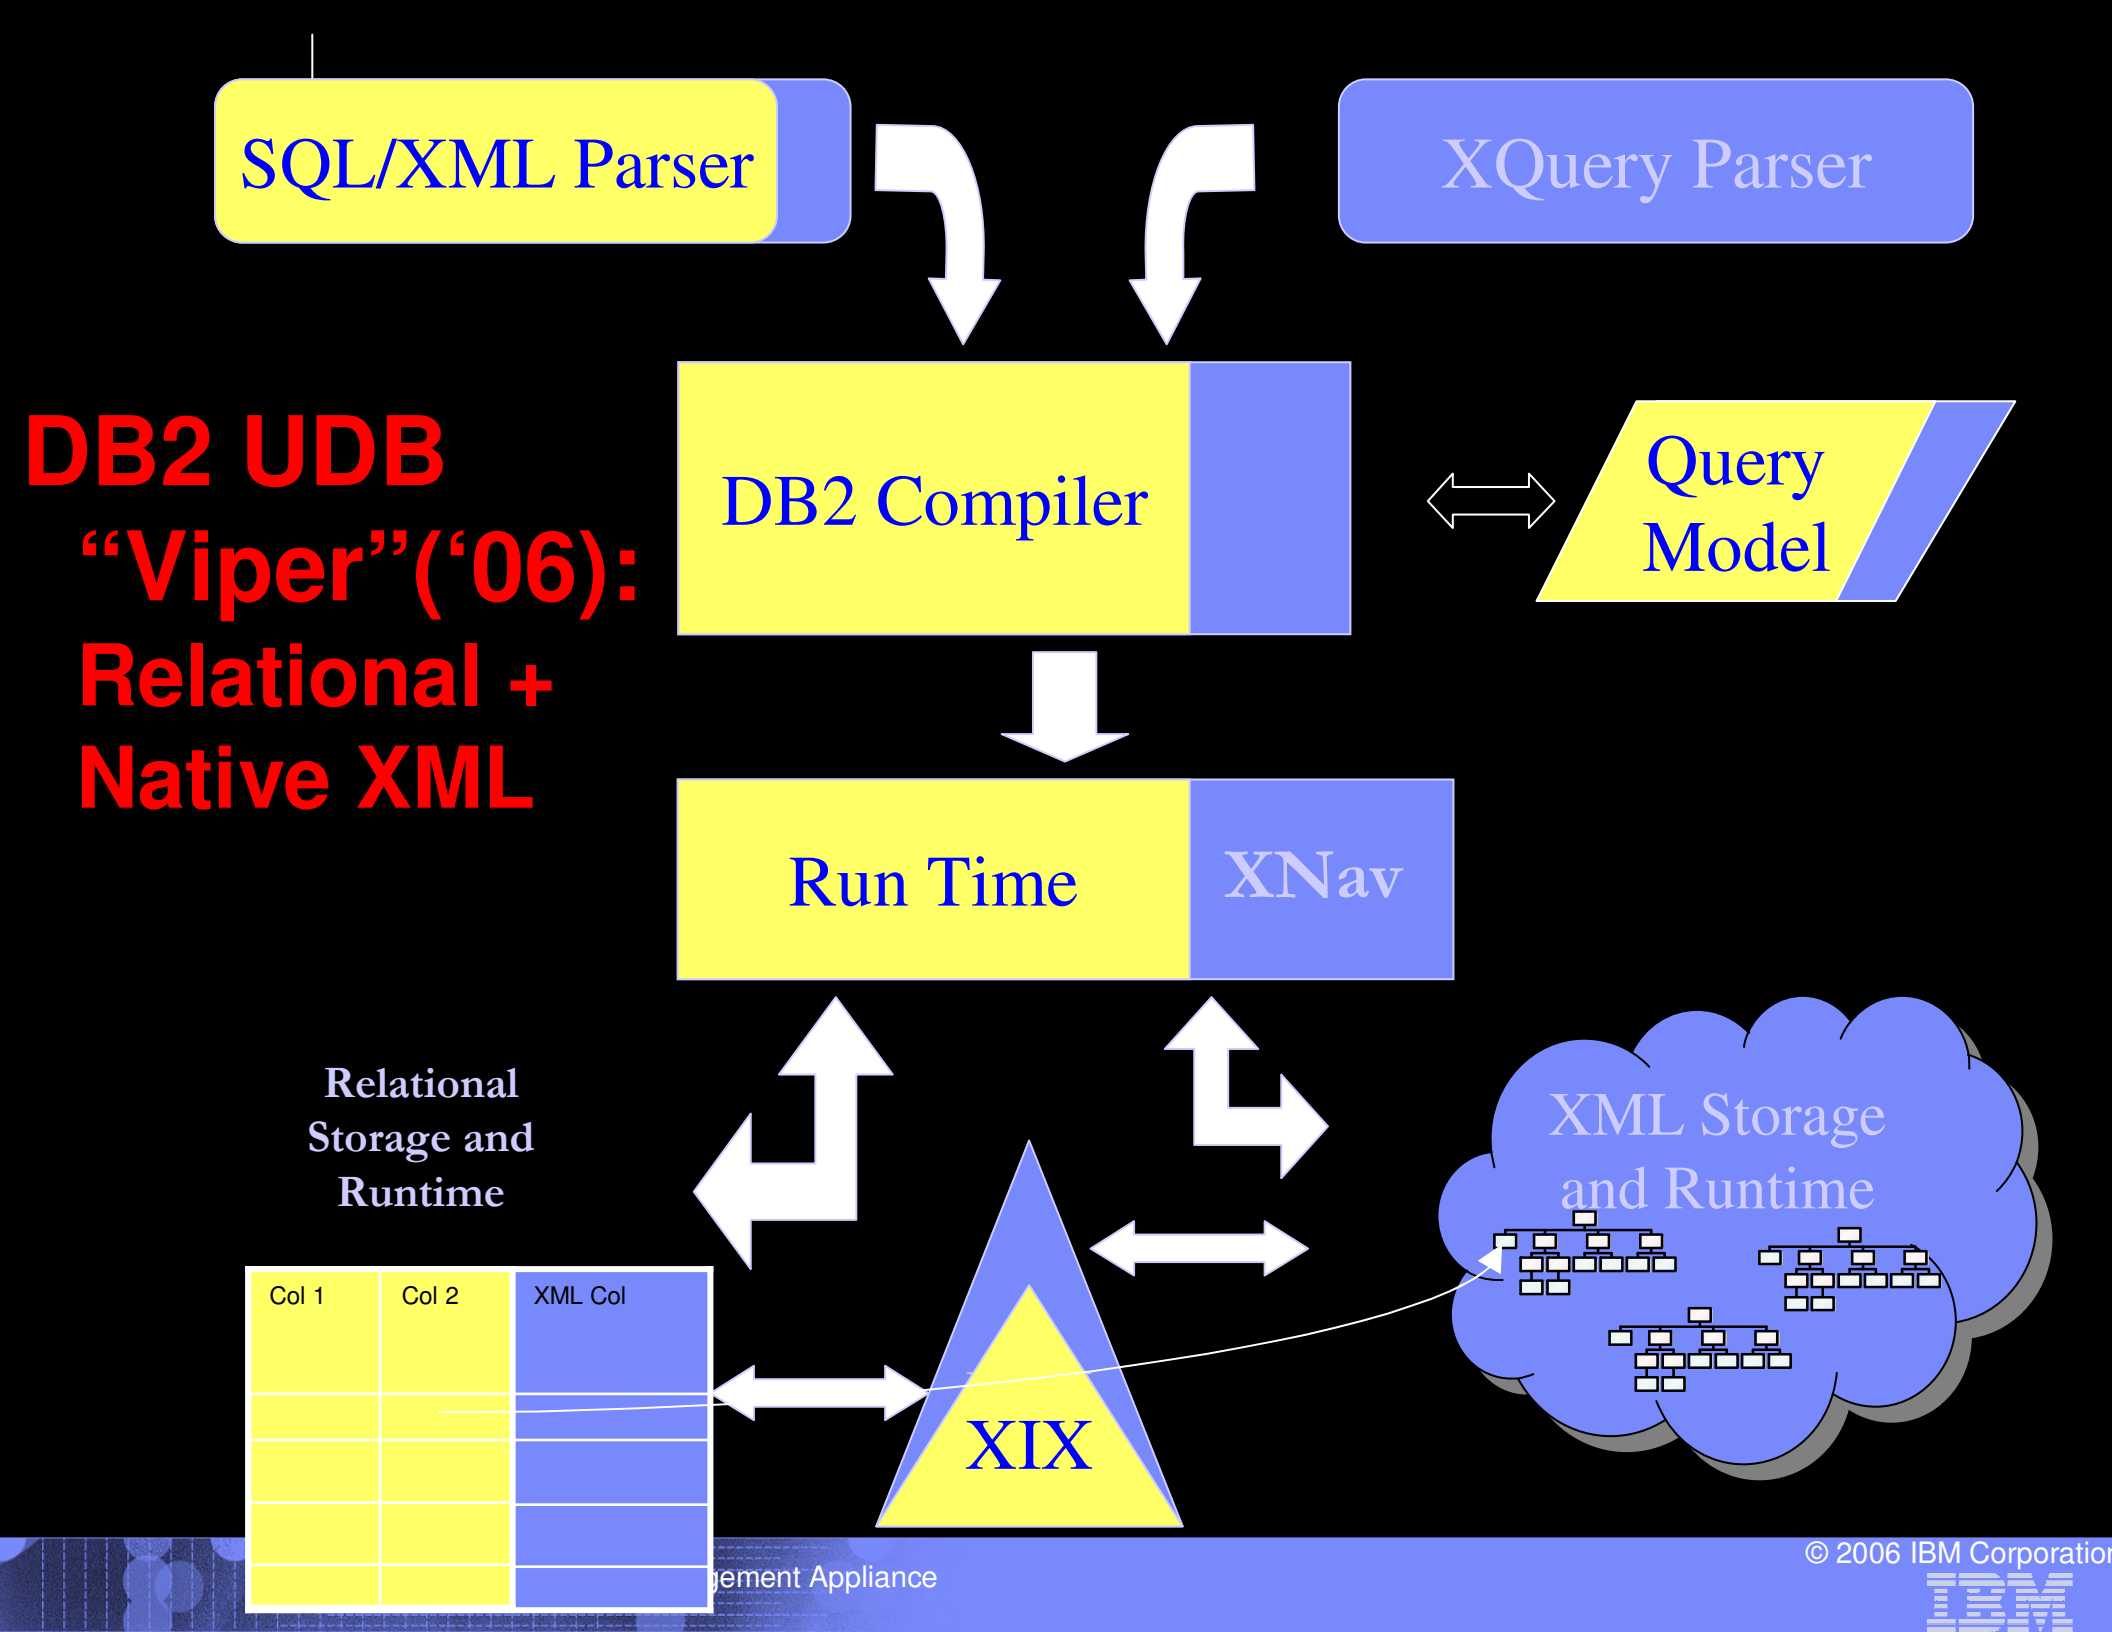 SQL/XML Parser
XQuery Parser
DB2 UDB
“Viper”(‘06):
Relational +
Native XML
DB2 Compiler
Query
Model
Run Time
XNav
Relational
Storage and
Runtime
XML Storage
and Runtime
Col 1
Col 2
XML Col
XIX
Appliance
© 2006 IBM Corporation
IBM